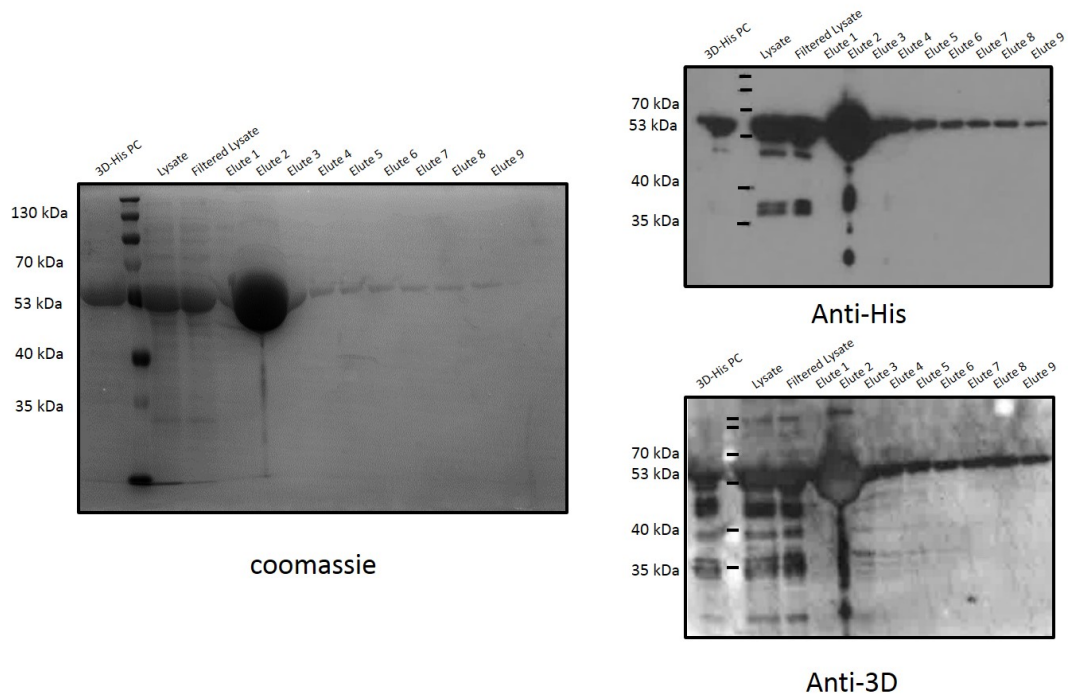 3D-His PC
Lysate
Filtered Lysate
Elute 1
Elute 2
Elute 3
Elute 4
Elute 5
Elute 6
Elute 7
Elute 8
Elute 9
130 kDa
70 kDa
53 kDa
40 kDa
35 kDa
coomassie
3D-His PC
Lysate
Filtered Lysate
Elute 1
Elute 2
Elute 3
Elute 4
Elute 5
Elute 6
Elute 7
Elute 8
Elute 9
70 kDa
53 kDa
40 kDa
35 kDa
Anti-His
3D-His PC
Lysate
Filtered Lysate
Elute 1
Elute 2
Elute 3
Elute 4
Elute 5
Elute 6
Elute 7
Elute 8
Elute 9
70 kDa
53 kDa
40 kDa
35 kDa
Anti-3D